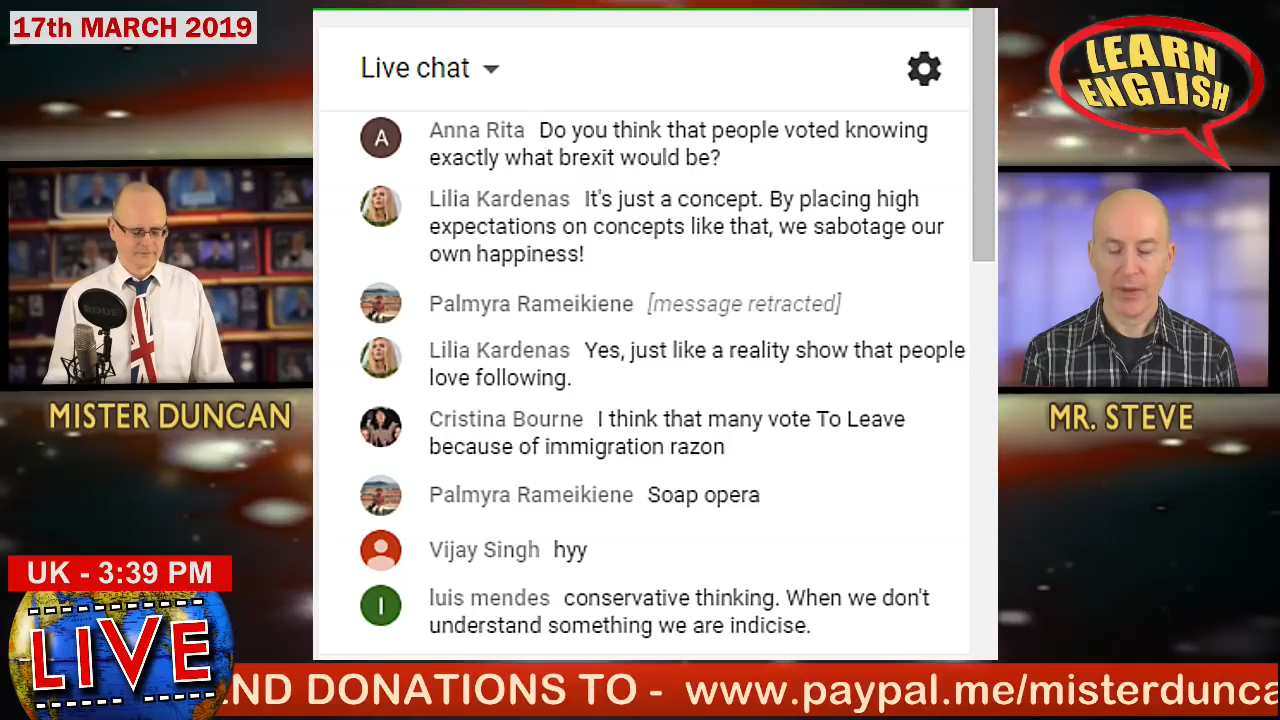 17th MARCH 2019
LEARN
ENGLISH
Live chat
Anna Rita Do you think that people voted knowing
exactly what brexit would be?
Lilia Kardenas It's just a concept. By placing high
expectations on concepts like that, we sabotage our
own happiness!
Palmyra Rameikiene [message retracted]
Lilia Kardenas Yes, just like a reality show that people
love following.
Cristina Bourne I think that many vote To Leave
because of immigration razon
Palmyra Rameikiene Soap opera
Vijay Singh hyy
luis mendes conservative thinking. When we don't
understand something we are indicise.
A
l
RODE
MISTER DUNCAN
MR. STEVE
UK - 3:39 PM
LIVE
ND DONATIONS TO - www.paypal.me/misterdunca